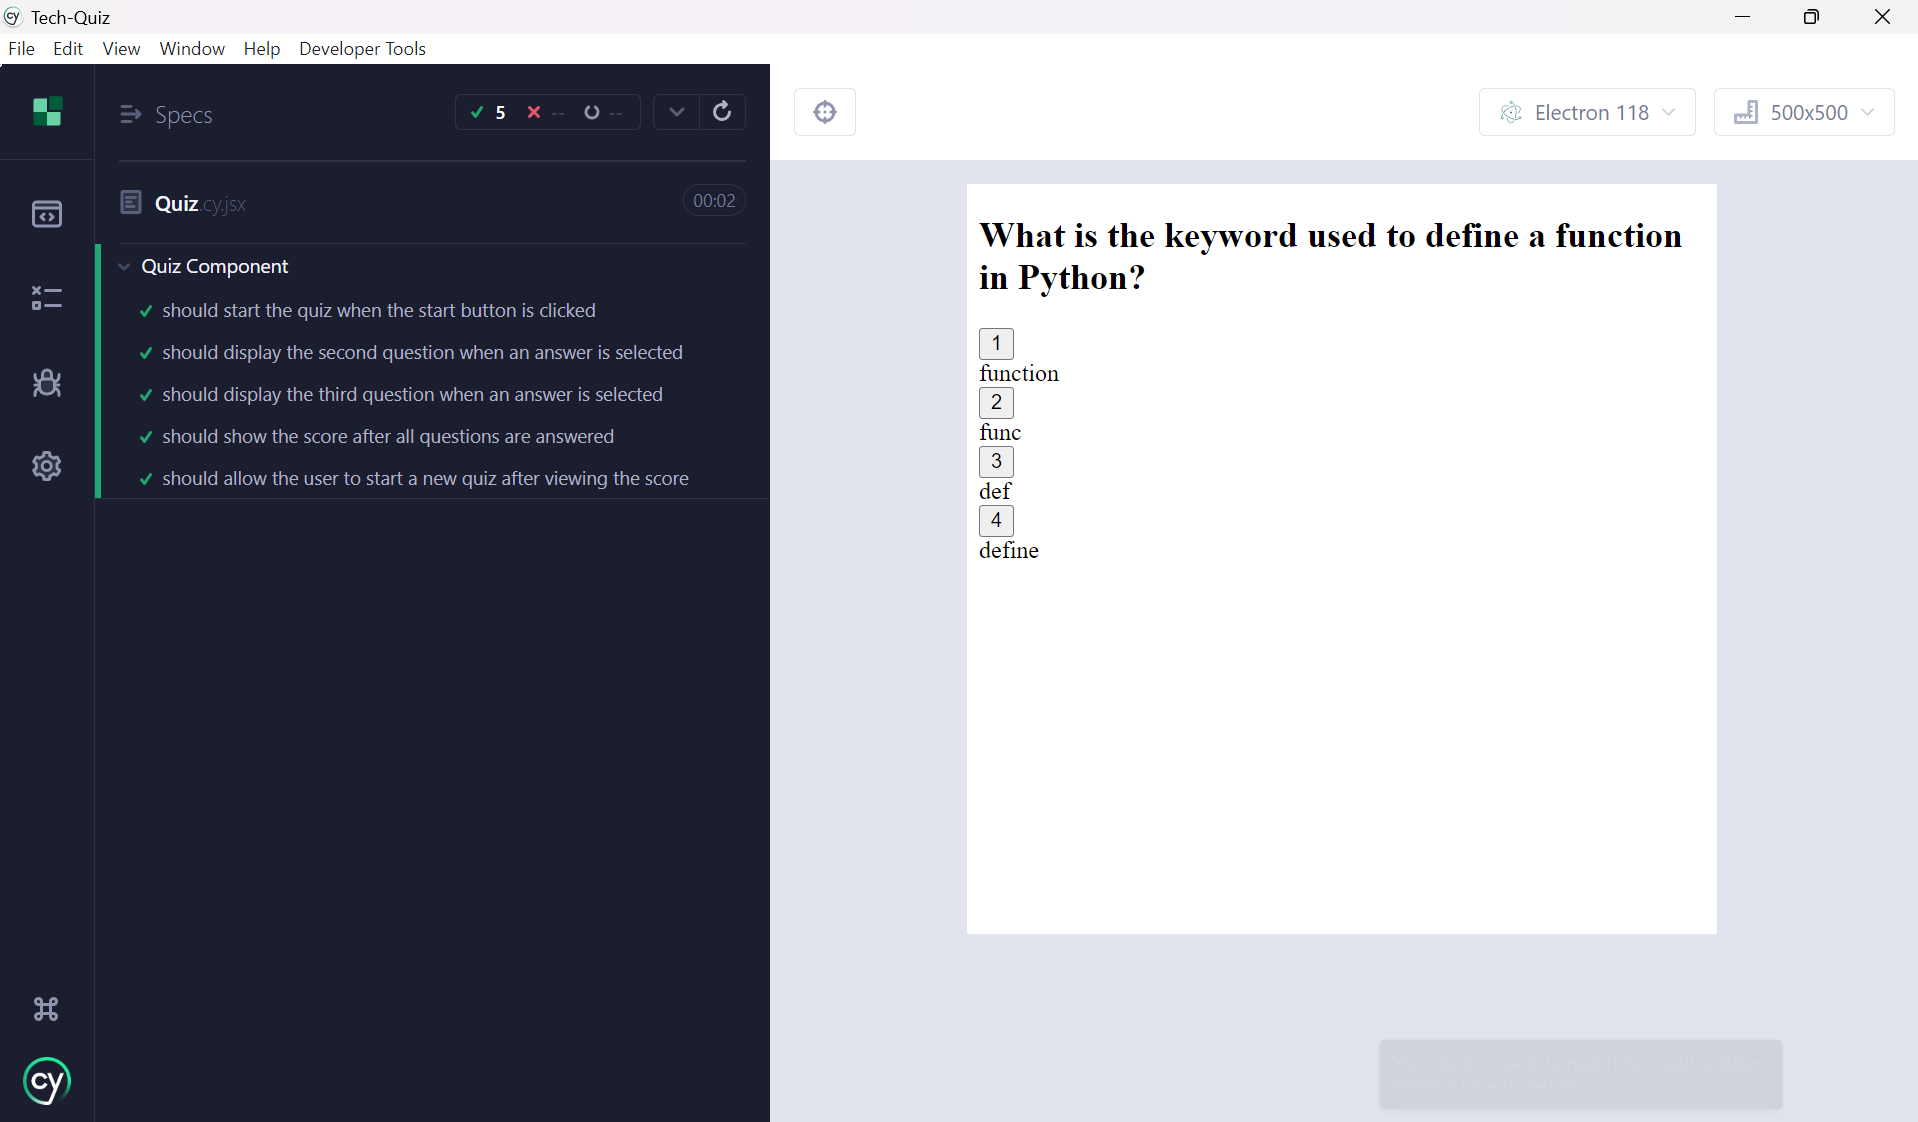 cy Tech-Quiz
File Edit View Window Help Developer Tools
Specs
5 -- --
Quiz.cy.jsx 00:02
Quiz Component
should start the quiz when the start button is clicked
should display the second question when an answer is selected
should display the third question when an answer is selected
should show the score after all questions are answered
should allow the user to start a new quiz after viewing the score
cy
Electron 118
500x500
What is the keyword used to define a function
in Python?
1
function
2
func
3
def
4
define